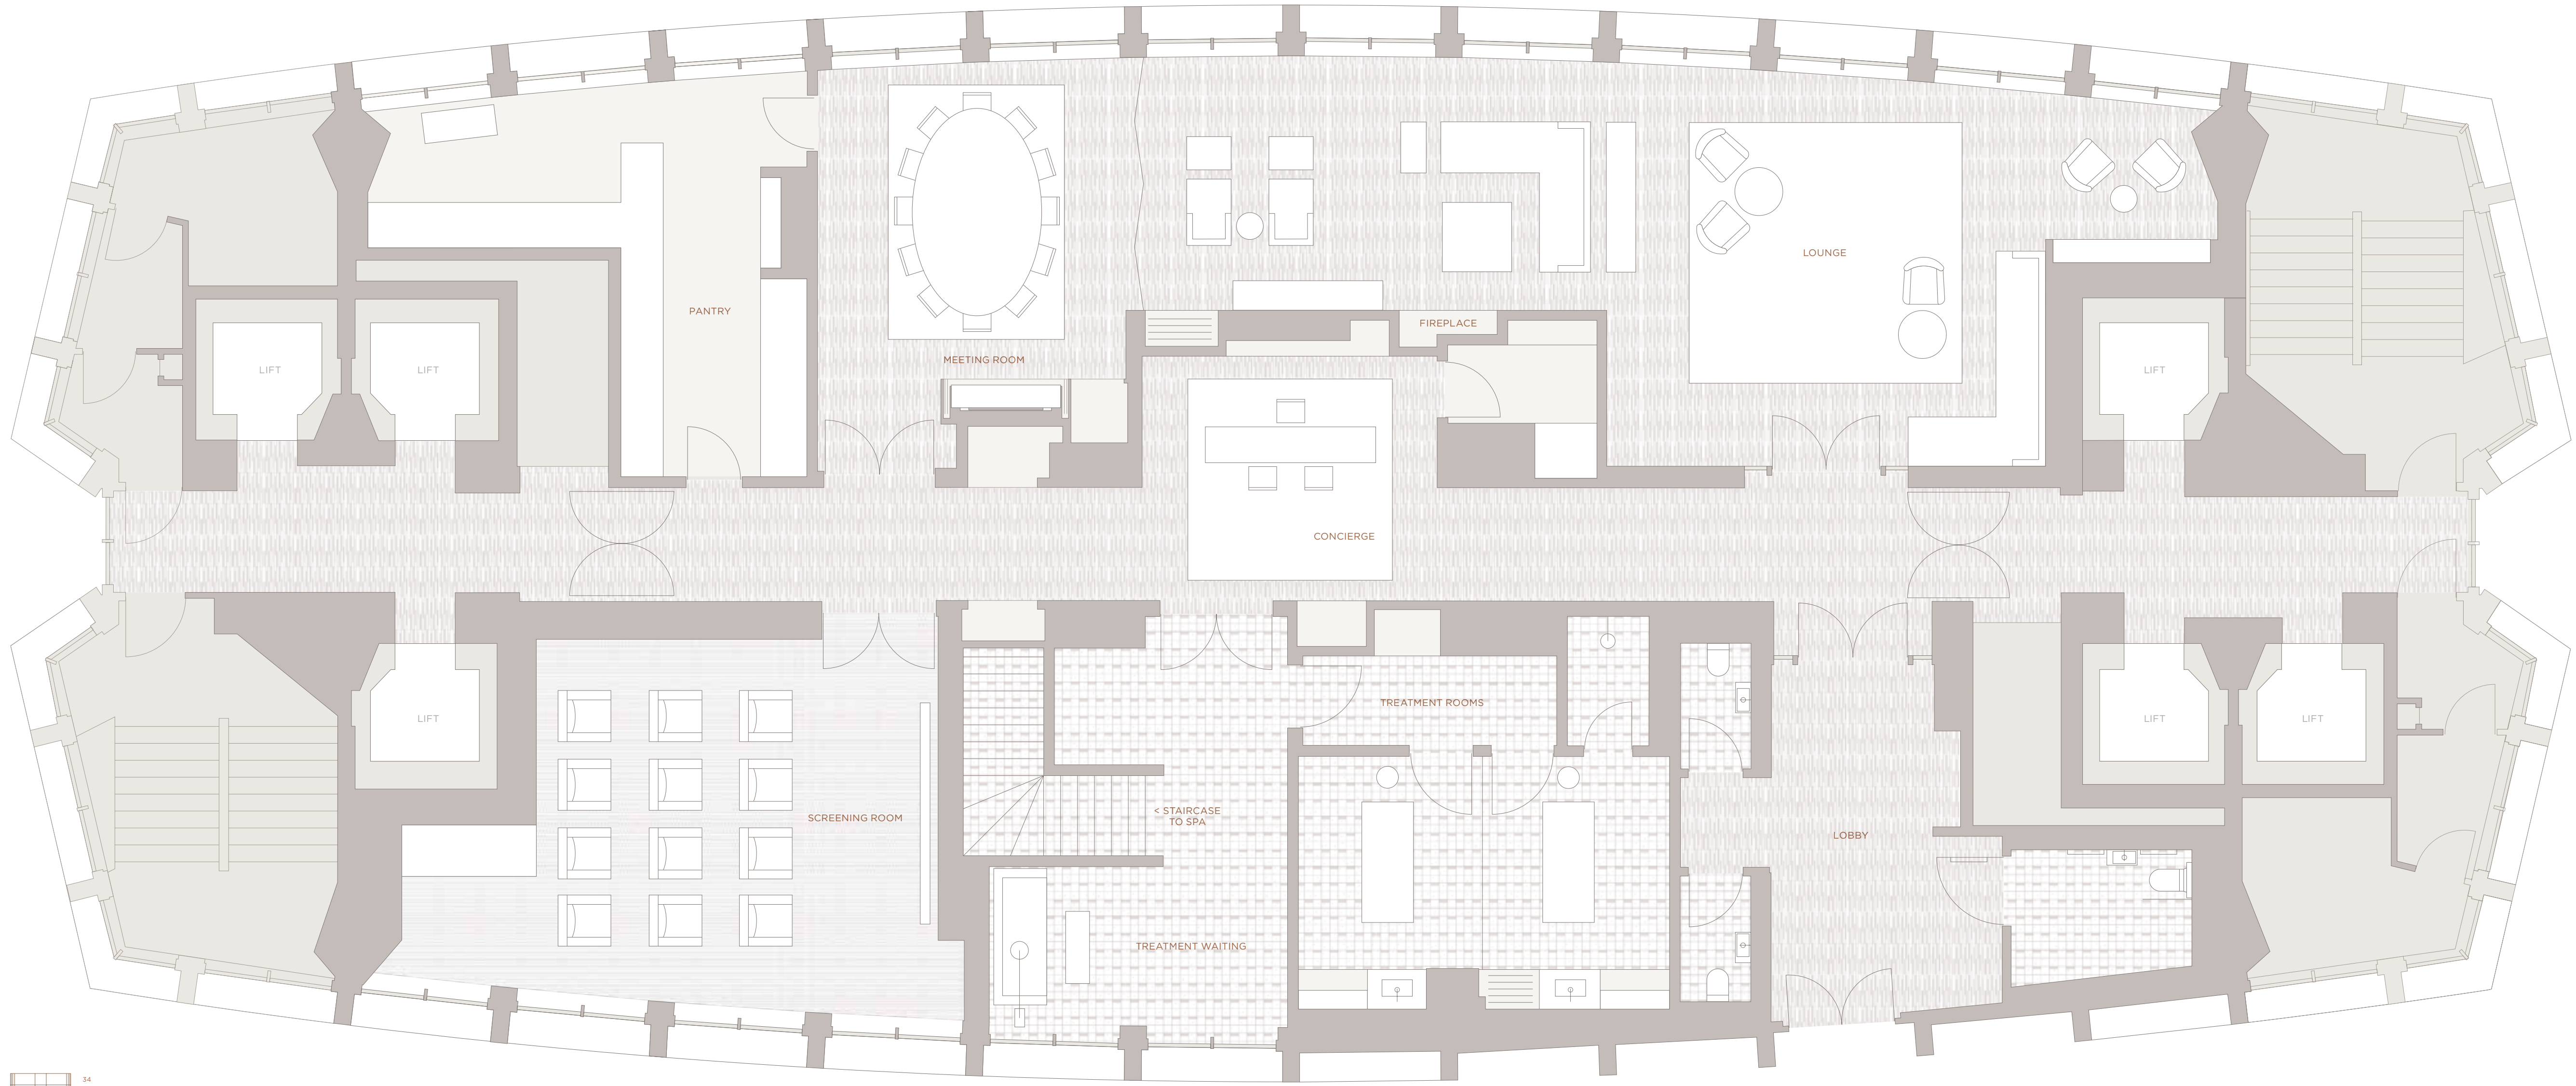 LOUNGE
PANTRY
FIREPLACE
MEETING ROOM
LIFT
LIFT
LIFT
CONCIERGE
TREATMENT ROOMS
LIFT
LIFT
LIFT
< STAIRCASE
TO SPA
SCREENING ROOM
LOBBY
TREATMENT WAITING
34